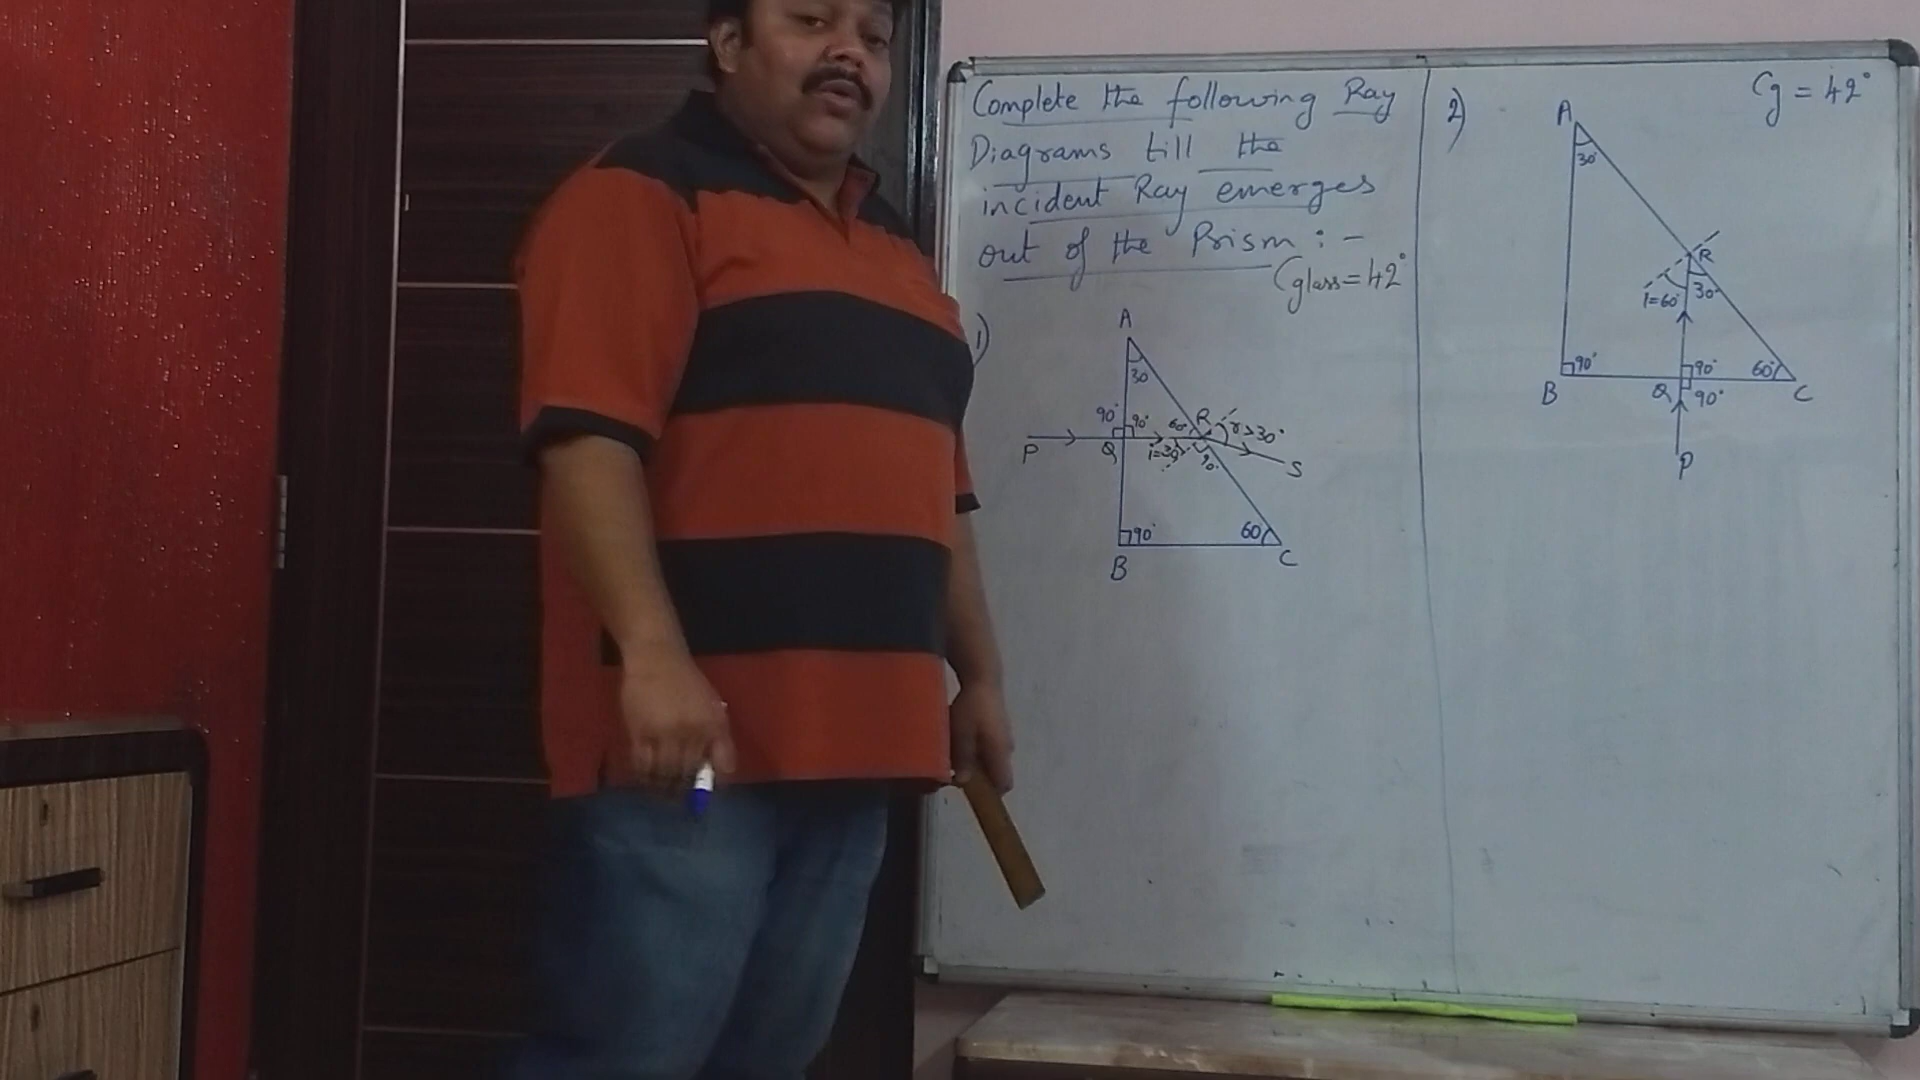 Complete the following Ray
Diagrams till the
incident Ray emerges
out of the Prism : -
Cglass = 42°
1)
A
30
90°
90°
60°
R
r>30°
P
Q
i=30
90°
S
90°
60°
B
C
2)
Cg = 42°
A
30°
R
i=60°
30°
90°
90°
60°
B
Q
90°
C
P